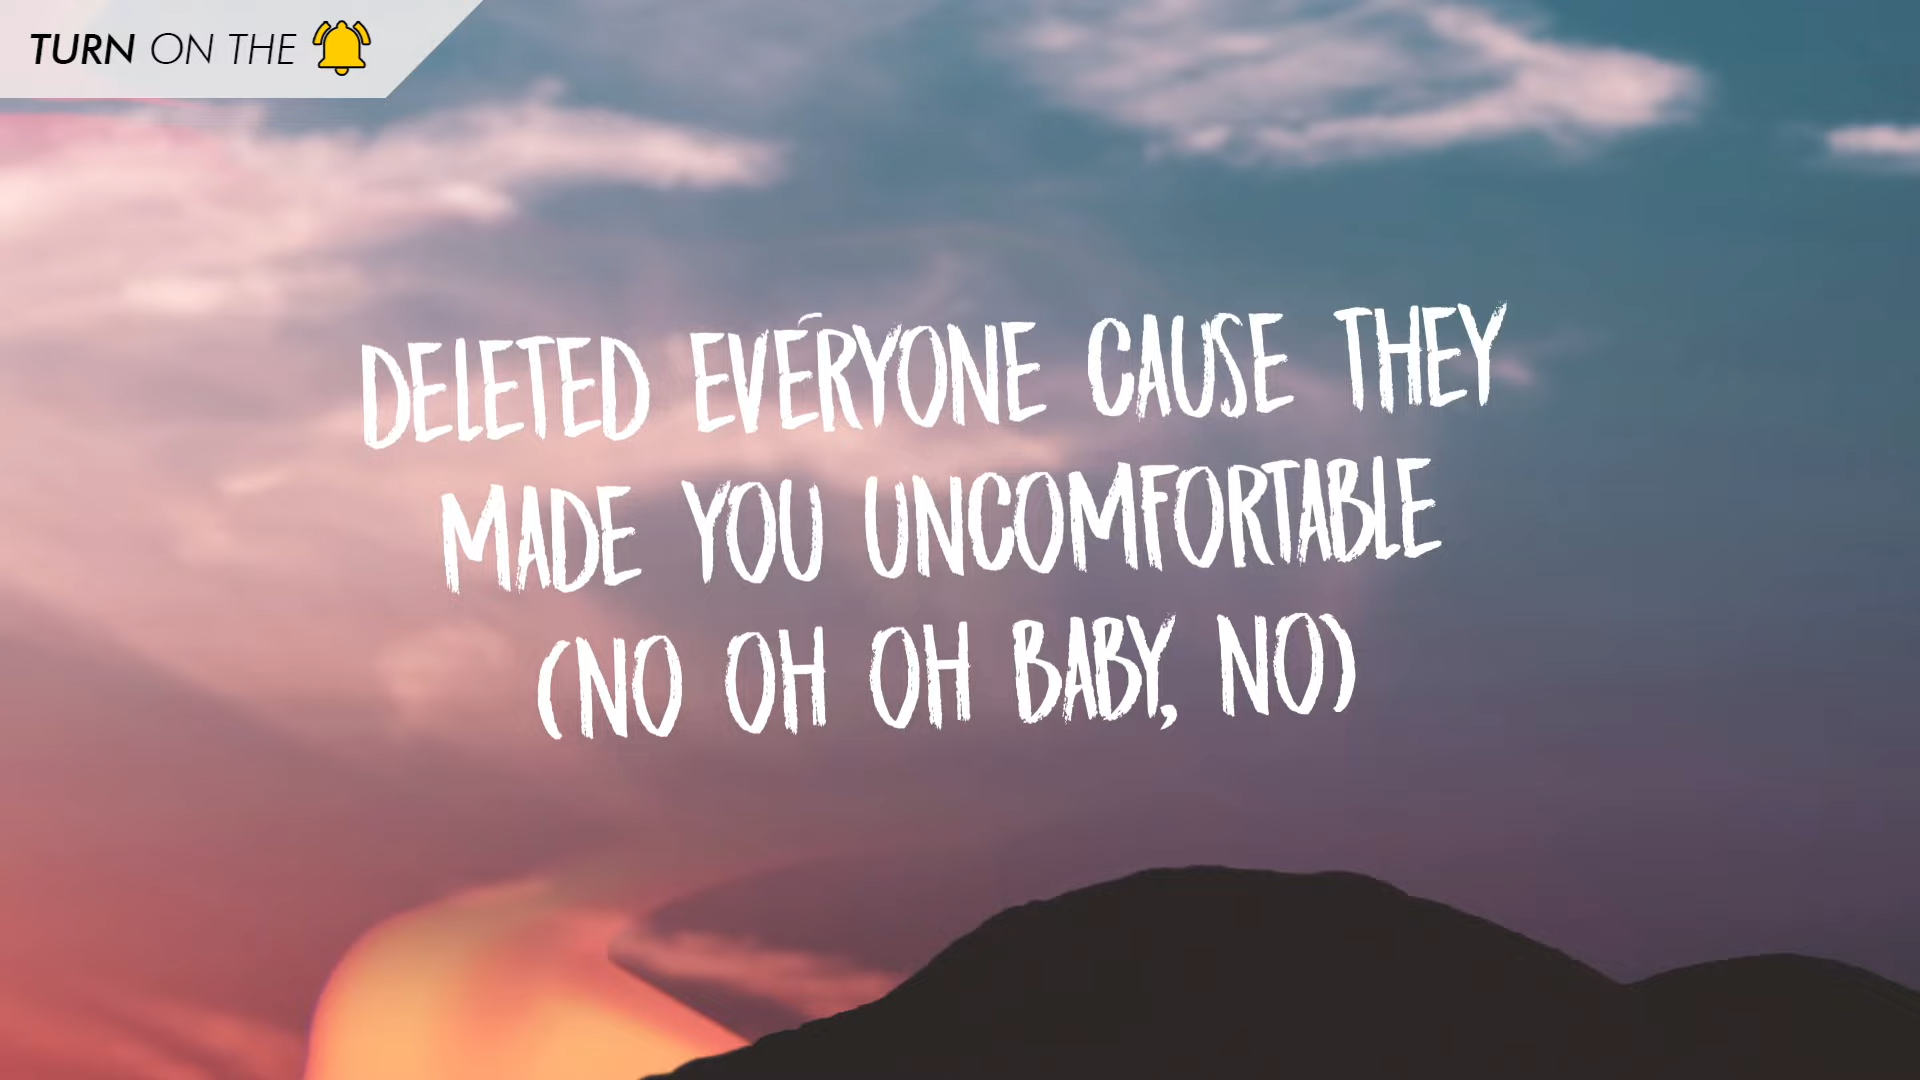 TURN ON THE
DELETED EVERYONE CAUSE THEY
MADE YOU UNCOMFORTABLE
(NO OH OH BABY, NO)